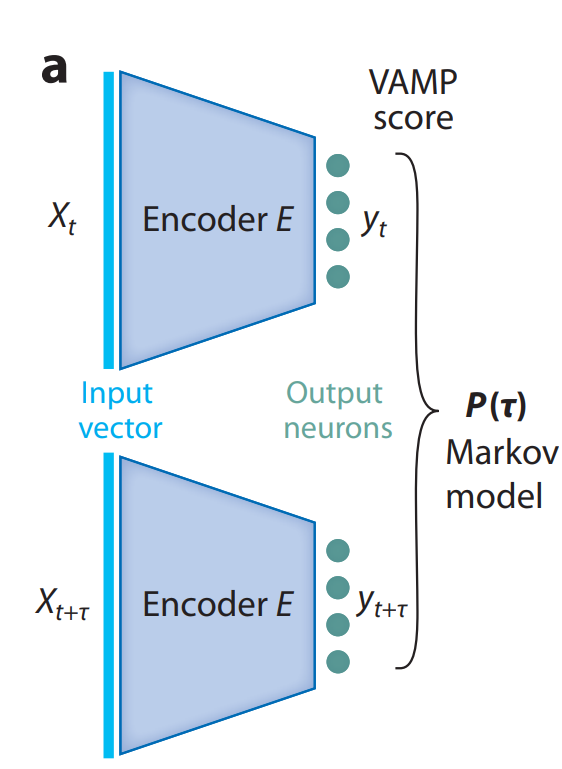 a
VAMP
score
Xt
Encoder E
yt
Input
vector
Output
neurons
P(τ)
Markov
model
Xt+τ
Encoder E
yt+τ